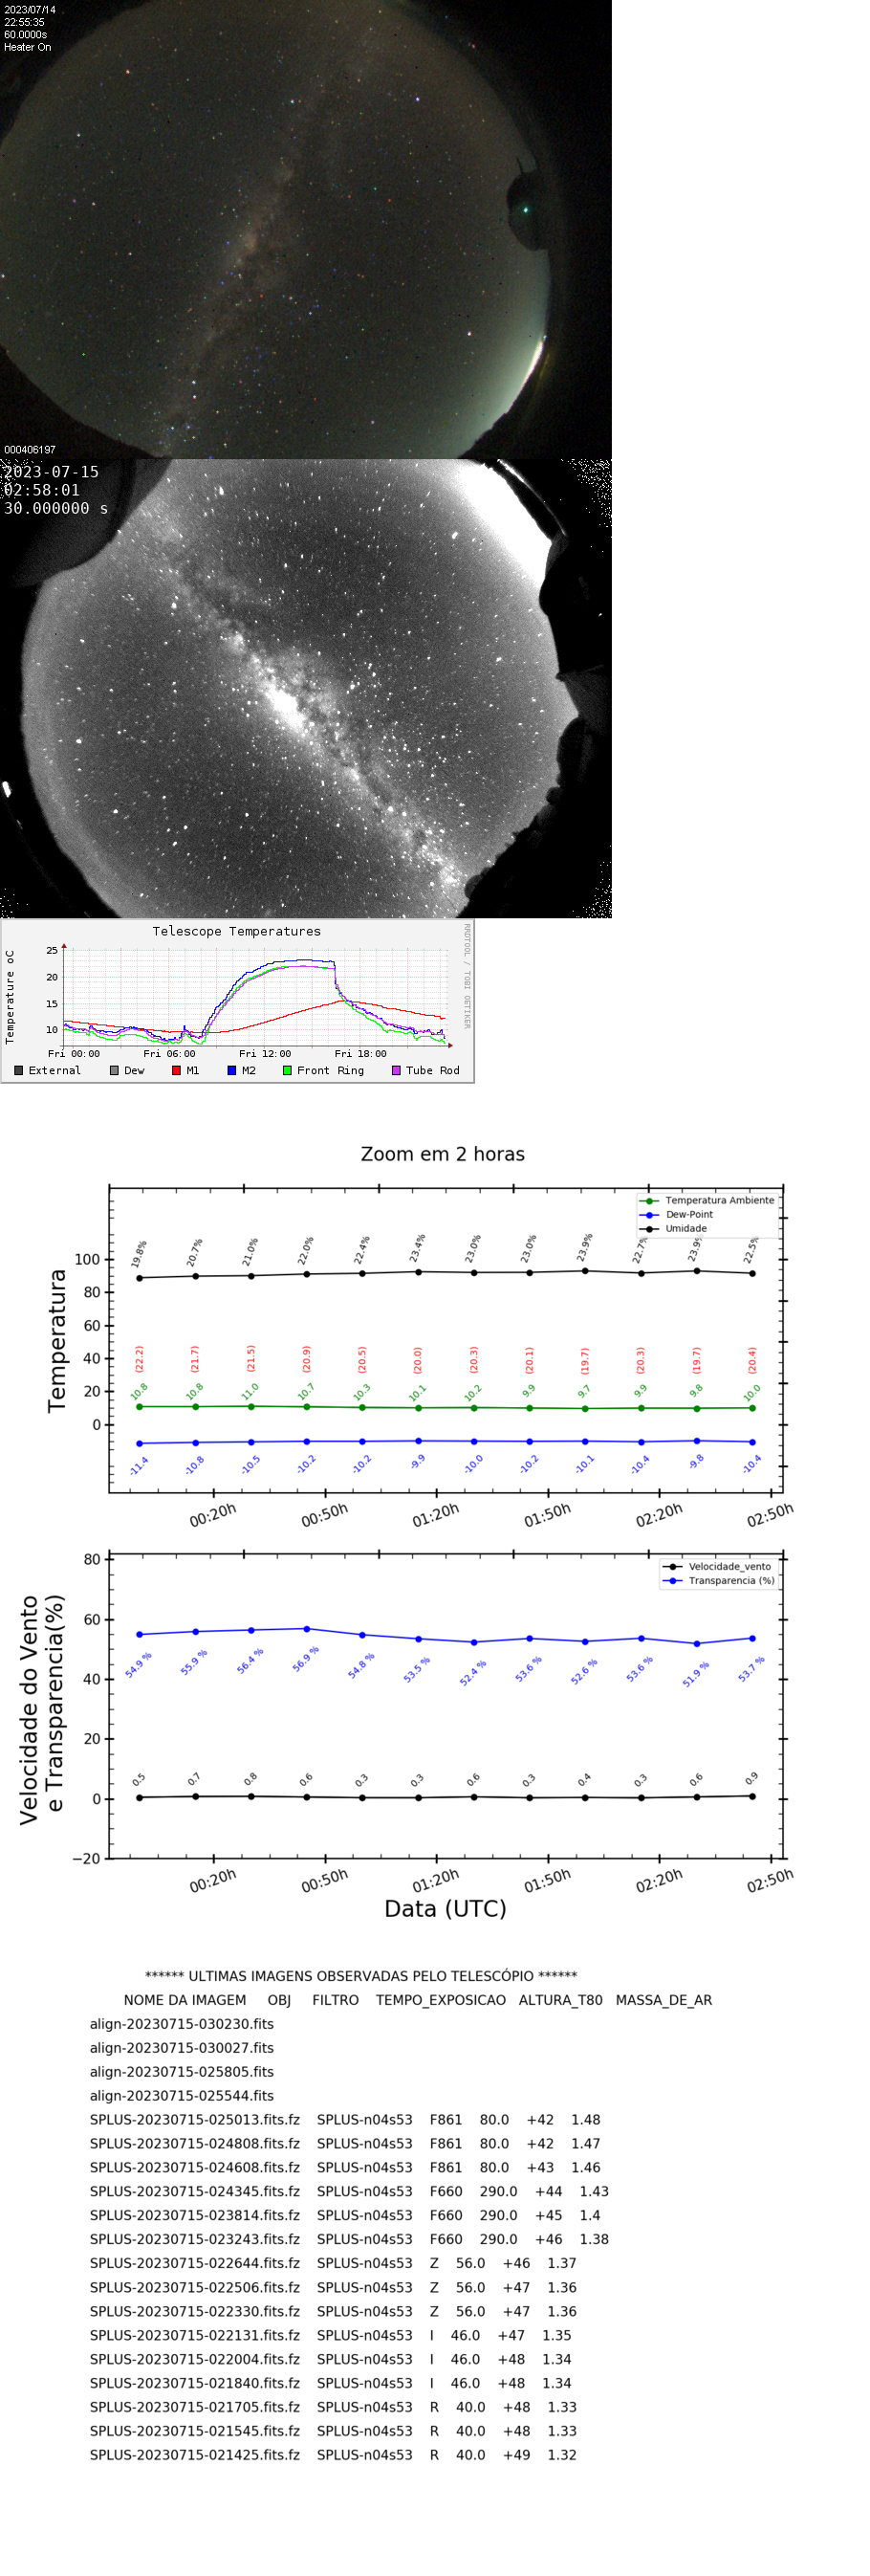 2023/07/14
22:55:35
60.0000s
Heater On
000406197
2023-07-15
02:58:01
30.000000 s
Telescope Temperatures
RRDTOOL / TOBI OETIKER
Temperature oC
25
20
15
10
Fri 00:00 Fri 06:00 Fri 12:00 Fri 18:00
External Dew M1 M2 Front Ring Tube Rod
Zoom em 2 horas
Temperatura Ambiente
Dew-Point
Umidade
Temperatura
100
80
60
40
20
0
19.8% 20.7% 21.0% 22.0% 22.4% 23.4% 23.0% 23.0% 23.9% 22.7% 23.9% 22.5%
(22.2) (21.7) (21.5) (20.9) (20.5) (20.0) (20.3) (20.1) (19.7) (20.3) (19.7) (20.4)
10.8 10.8 11.0 10.7 10.3 10.1 10.2 9.9 9.7 9.9 9.8 10.0
-11.4 -10.8 -10.5 -10.2 -10.2 -9.9 -10.0 -10.2 -10.1 -10.4 -9.8 -10.4
00:20h 00:50h 01:20h 01:50h 02:20h 02:50h
Velocidade_vento
Transparencia (%)
Velocidade do Vento
e Transparencia(%)
80
60
40
20
0
−20
54.9 % 55.9 % 56.4 % 56.9 % 54.8 % 53.5 % 52.4 % 53.6 % 52.6 % 53.6 % 51.9 % 53.7 %
0.5 0.7 0.8 0.6 0.3 0.3 0.6 0.3 0.4 0.3 0.6 0.9
00:20h 00:50h 01:20h 01:50h 02:20h 02:50h
Data (UTC)
****** ULTIMAS IMAGENS OBSERVADAS PELO TELESCÓPIO ******
NOME DA IMAGEM OBJ FILTRO TEMPO_EXPOSICAO ALTURA_T80 MASSA_DE_AR
align-20230715-030230.fits
align-20230715-030027.fits
align-20230715-025805.fits
align-20230715-025544.fits
SPLUS-20230715-025013.fits.fz SPLUS-n04s53 F861 80.0 +42 1.48
SPLUS-20230715-024808.fits.fz SPLUS-n04s53 F861 80.0 +42 1.47
SPLUS-20230715-024608.fits.fz SPLUS-n04s53 F861 80.0 +43 1.46
SPLUS-20230715-024345.fits.fz SPLUS-n04s53 F660 290.0 +44 1.43
SPLUS-20230715-023814.fits.fz SPLUS-n04s53 F660 290.0 +45 1.4
SPLUS-20230715-023243.fits.fz SPLUS-n04s53 F660 290.0 +46 1.38
SPLUS-20230715-022644.fits.fz SPLUS-n04s53 Z 56.0 +46 1.37
SPLUS-20230715-022506.fits.fz SPLUS-n04s53 Z 56.0 +47 1.36
SPLUS-20230715-022330.fits.fz SPLUS-n04s53 Z 56.0 +47 1.36
SPLUS-20230715-022131.fits.fz SPLUS-n04s53 I 46.0 +47 1.35
SPLUS-20230715-022004.fits.fz SPLUS-n04s53 I 46.0 +48 1.34
SPLUS-20230715-021840.fits.fz SPLUS-n04s53 I 46.0 +48 1.34
SPLUS-20230715-021705.fits.fz SPLUS-n04s53 R 40.0 +48 1.33
SPLUS-20230715-021545.fits.fz SPLUS-n04s53 R 40.0 +48 1.33
SPLUS-20230715-021425.fits.fz SPLUS-n04s53 R 40.0 +49 1.32